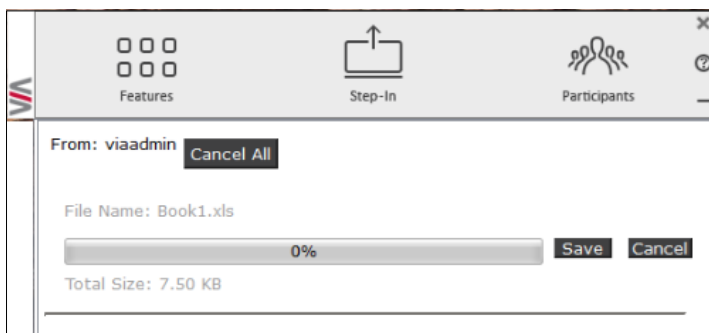 Features Step-In Participants
From: viaadmin Cancel All
File Name: Book1.xls
0% Save Cancel
Total Size: 7.50 KB